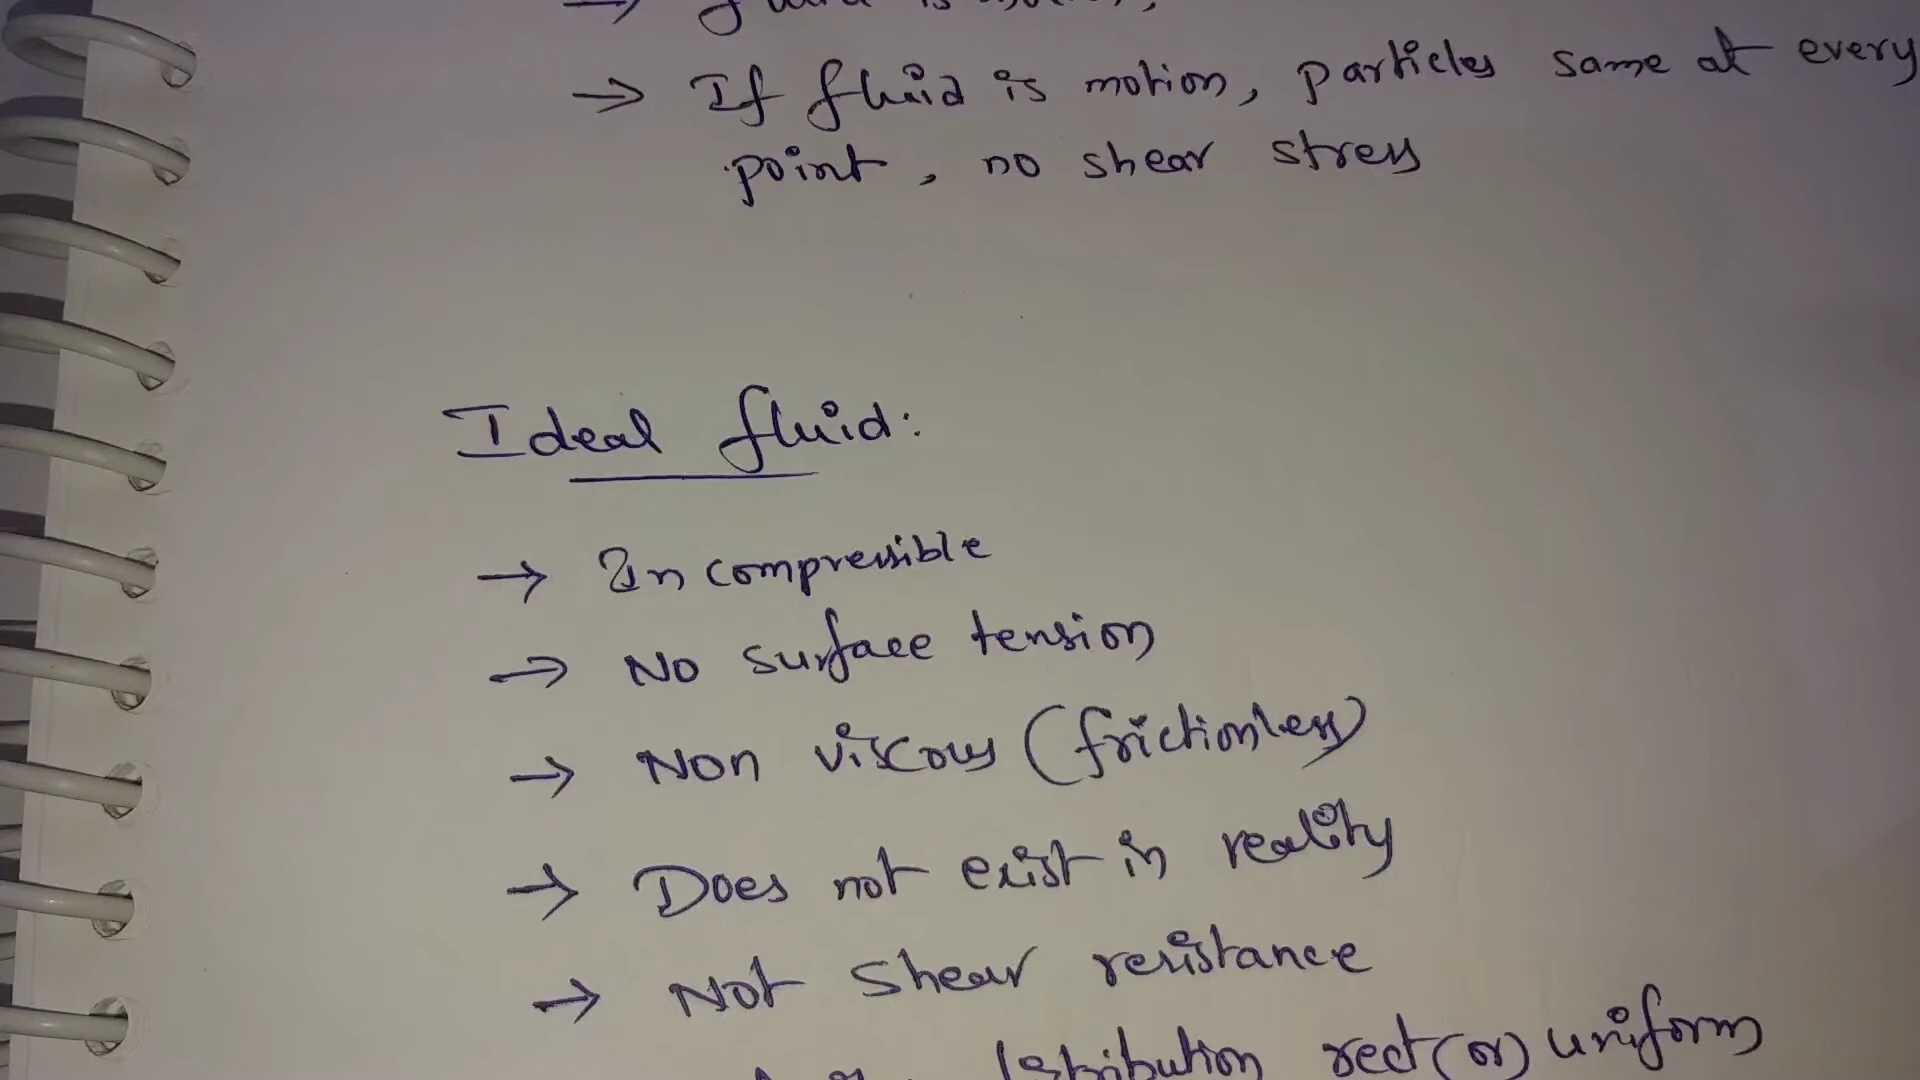 → If fluid is motion, particles same at every
point, no shear stress
Ideal fluid:
→ Incompressible
→ No surface tension
→ Non viscous (frictionless)
→ Does not exist in reality
→ Not Shear resistance
distribution rect (or) uniform